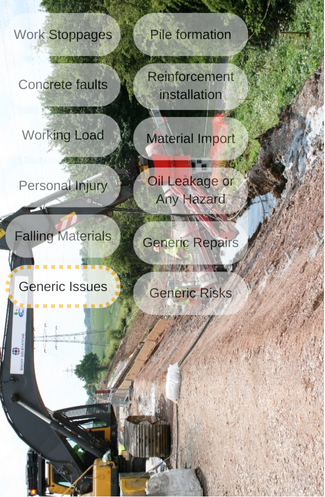 Work Stoppages
Pile formation
Concrete faults
Reinforcement
installation
Working Load
Material Import
Personal Injury
Oil Leakage or
Any Hazard
Falling Materials
Generic Repairs
Generic Issues
Generic Risks